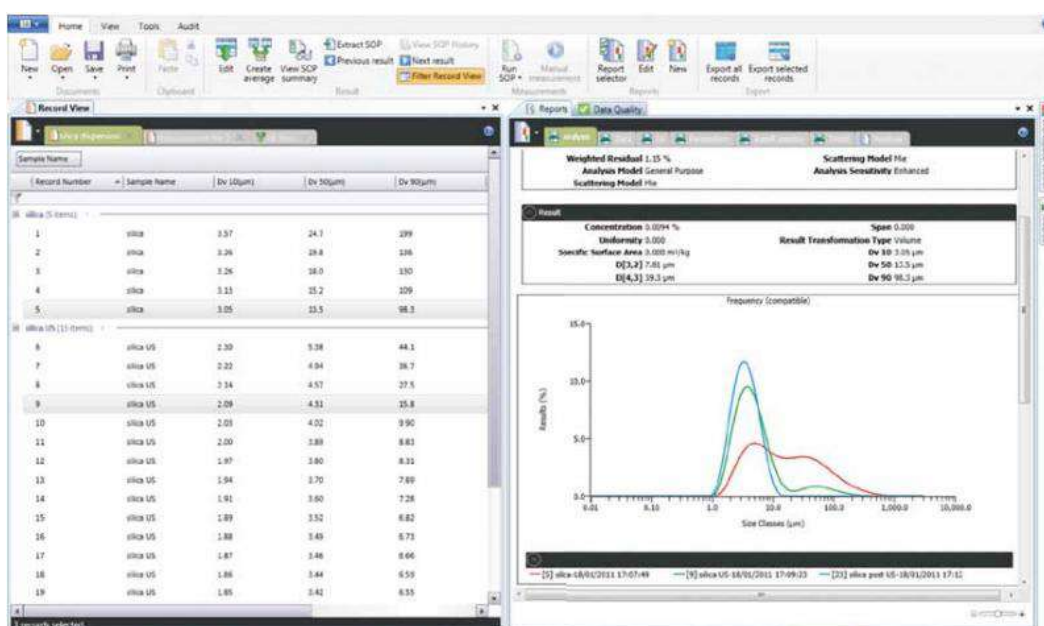 Home View Tools Audit
New Open Save Print Paste Edit Create average View SOP summary Extract SOP View SOP History Previous result Next result Filter Record View Run SOP Manual measurement Report selector Edit New Export all records Export selected records
Documents Clipboard Result Measurements Reports Export
Record View
Reports Data Quality
silica dispersion
Analysis
Sample Name
Record Number Sample Name Dv 10(µm) Dv 50(µm) Dv 90(µm)
silica (5 items)
1 silica 3.57 24.7 199
2 silica
3 silica 3.26 18.0 130
4 silica 3.13 15.2 109
5 silica 3.05 13.5 98.3
silica US (15 items)
6 silica US 2.30 5.38 44.1
7 silica US 2.22
8 silica US 2.14 4.57 27.5
9 silica US 2.09 4.31 15.8
10 silica US 2.03 4.02 9.90
11 silica US 2.00 3.89 8.83
12 silica US 1.97 3.80 8.31
13 silica US 1.94 3.70 7.69
14 silica US 1.91 3.60 7.28
15 silica US 1.89 3.52 6.82
16 silica US 1.88 3.49 6.73
17 silica US 1.87 3.46 6.66
18 silica US 1.86 3.44
19 silica US 1.85 3.42 6.55
records selected
Weighted Residual 1.15 % Scattering Model Mie
Analysis Model General Purpose Analysis Sensitivity Enhanced
Scattering Model Mie
Result
Concentration 0.0094 % Span 0.000
Uniformity 0.000 Result Transformation Type Volume
Specific Surface Area 0.000 m²/kg Dv 10 3.05 µm
D[3,2] 7.81 µm Dv 50 13.5 µm
D[4,3] 39.3 µm Dv 90 98.3 µm
Frequency (compatible)
15.0
10.0
5.0
0.0
Results (%)
0.01 0.10 1.0 10.0 100.0 1,000.0 10,000.0
Size Classes (µm)
[5] silica-18/01/2011 17:07:49 [9] silica US-18/01/2011 17:09:23 [23] silica post US-18/01/2011 17:12